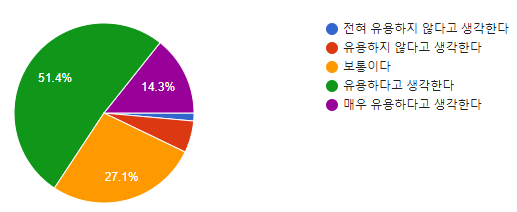 51.4%
14.3%
27.1%
전혀 유용하지 않다고 생각한다
유용하지 않다고 생각한다
보통이다
유용하다고 생각한다
매우 유용하다고 생각한다